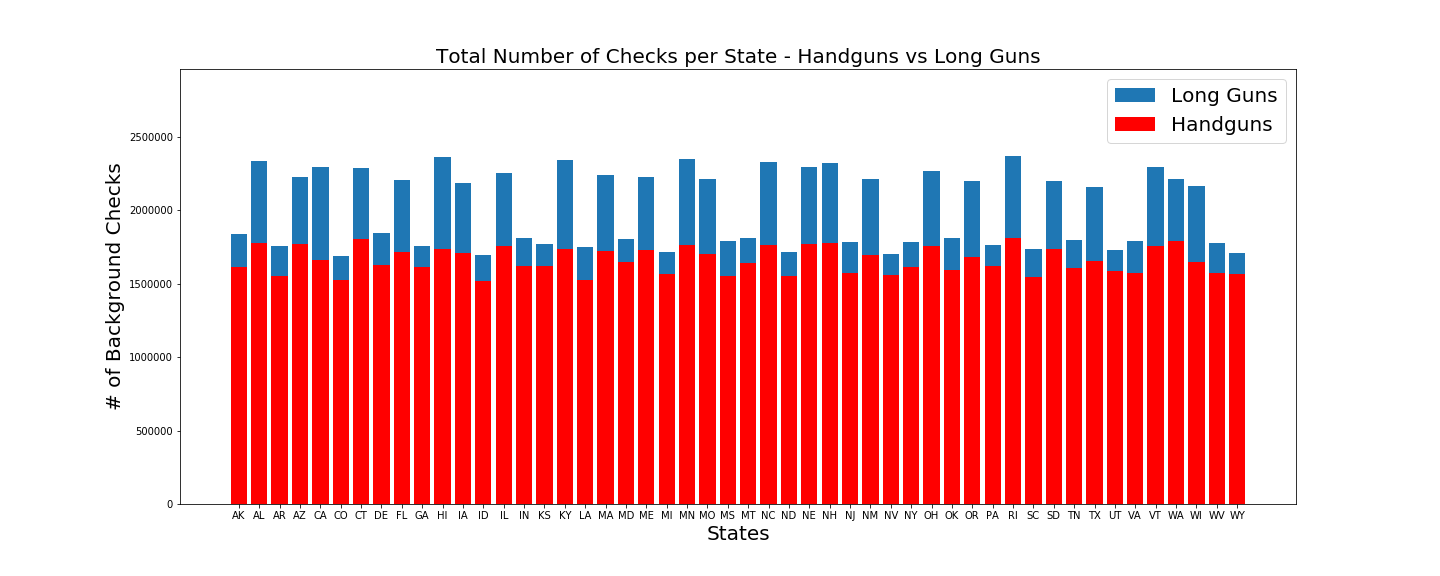 Total Number of Checks per State - Handguns vs Long Guns
Long Guns
Handguns
# of Background Checks
2500000
2000000
1500000
1000000
500000
0
AK AL AR AZ CA CO CT DE FL GA HI IA ID IL IN KS KY LA MA MD ME MI MN MO MS MT NC ND NE NH NJ NM NV NY OH OK OR PA RI SC SD TN TX UT VA VT WA WI WV WY
States